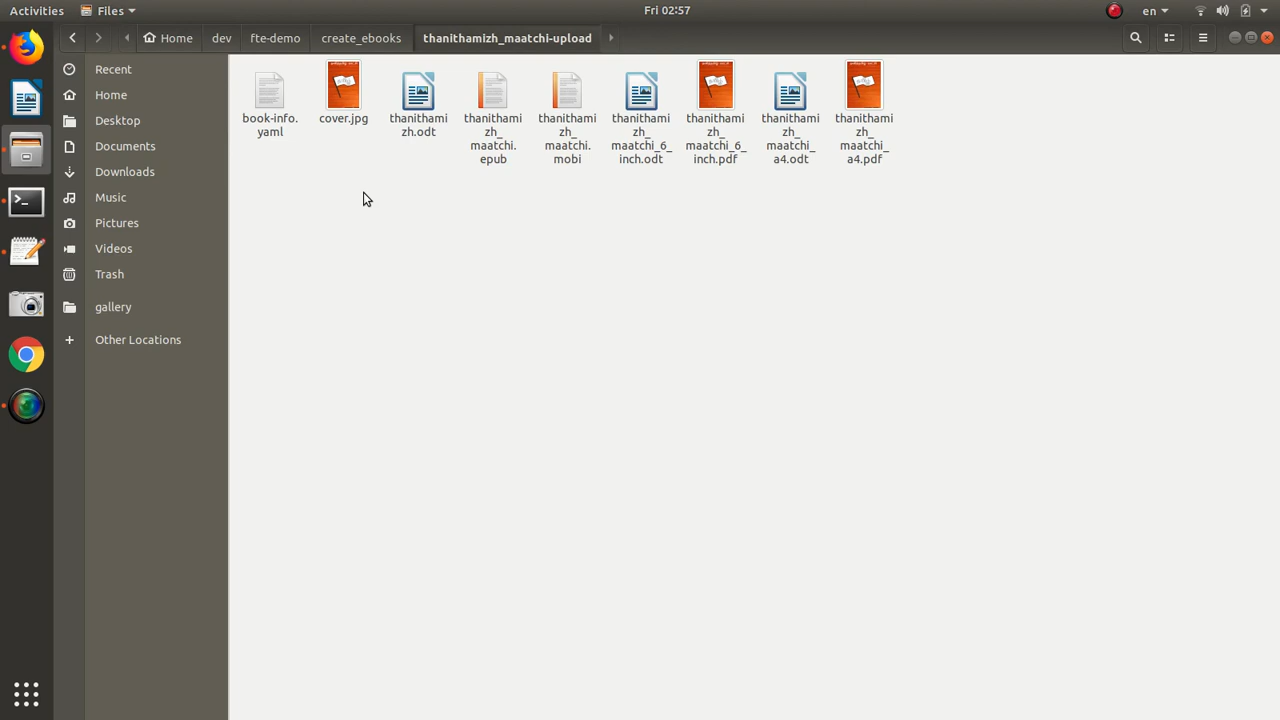 Activities
Files
Fri 02:57
en
Home
dev
fte-demo
create_ebooks
thanithamizh_maatchi-upload
Recent
Home
Desktop
Documents
Downloads
Music
Pictures
Videos
Trash
gallery
Other Locations
book-info.
yaml
cover.jpg
thanithami
zh.odt
thanithami
zh_
maatchi.
epub
thanithami
zh_
maatchi.
mobi
thanithami
zh_
maatchi_6_
inch.odt
thanithami
zh_
maatchi_6_
inch.pdf
thanithami
zh_
maatchi_
a4.odt
thanithami
zh_
maatchi_
a4.pdf